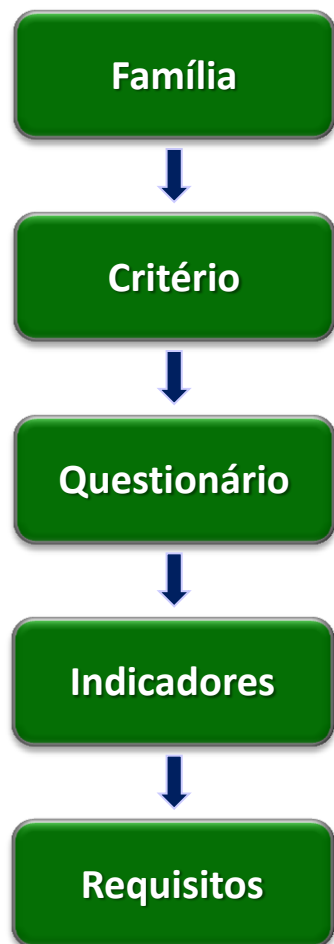 Família
Critério
Questionário
Indicadores
Requisitos